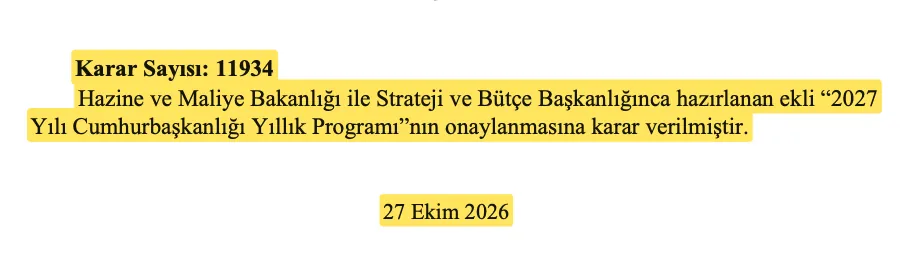 Karar Sayısı: 11934
Hazine ve Maliye Bakanlığı ile Strateji ve Bütçe Başkanlığınca hazırlanan ekli “2027
Yılı Cumhurbaşkanlığı Yıllık Programı”nın onaylanmasına karar verilmiştir.
27 Ekim 2026